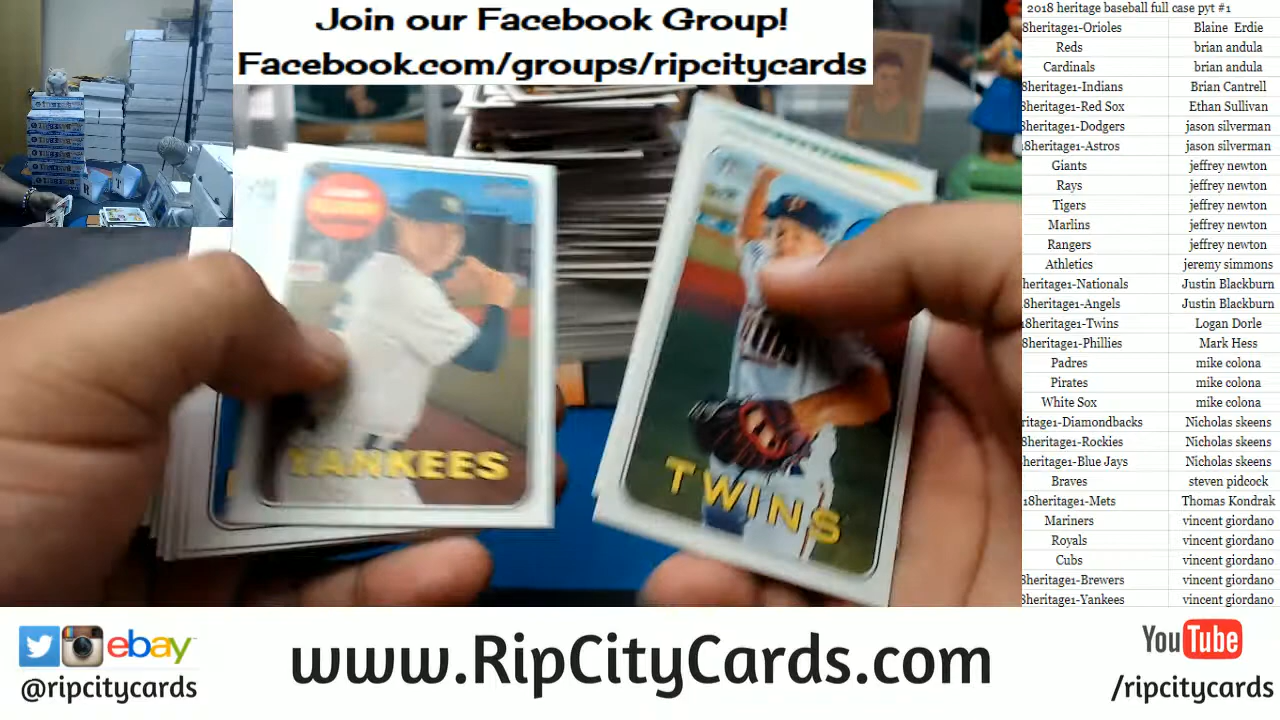 Join our Facebook Group!
Facebook.com/groups/ripcitycards
2018 heritage baseball full case pyt #1
8heritage1-Orioles Blaine Erdie
Reds brian andula
Cardinals brian andula
8heritage1-Indians Brian Cantrell
8heritage1-Red Sox Ethan Sullivan
8heritage1-Dodgers jason silverman
8heritage1-Astros jason silverman
Giants jeffrey newton
Rays jeffrey newton
Tigers jeffrey newton
Marlins jeffrey newton
Rangers jeffrey newton
Athletics jeremy simmons
heritage1-Nationals Justin Blackburn
8heritage1-Angels Justin Blackburn
8heritage1-Twins Logan Dorle
8heritage1-Phillies Mark Hess
Padres mike colona
Pirates mike colona
White Sox mike colona
ritage1-Diamondbacks Nicholas skeens
8heritage1-Rockies Nicholas skeens
heritage1-Blue Jays Nicholas skeens
Braves steven pidcock
18heritage1-Mets Thomas Kondrak
Mariners vincent giordano
Royals vincent giordano
Cubs vincent giordano
8heritage1-Brewers vincent giordano
8heritage1-Yankees vincent giordano
YANKEES
TWINS
ebay
@ripcitycards
www.RipCityCards.com
YouTube
/ripcitycards